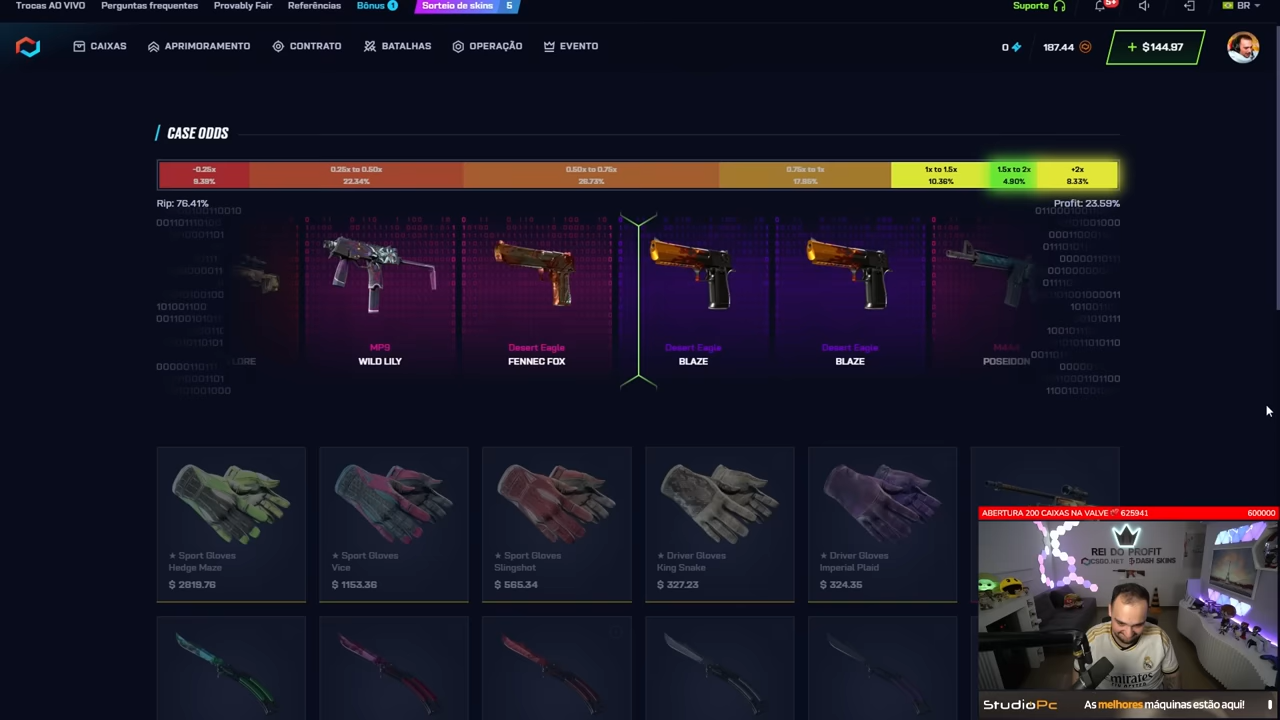 Trocas AO VIVO Perguntas frequentes Provably Fair Referências Bônus 1 Sorteio de skins 5 Suporte 5+ BR
CAIXAS APRIMORAMENTO CONTRATO BATALHAS OPERAÇÃO EVENTO 0 187.44 + $144.97
CASE ODDS
-0.25x 0.25x to 0.50x 0.50x to 0.75x 0.75x to 1x 1x to 1.5x 1.5x to 2x +2x
9.39% 22.34% 10.36% 4.90% 8.33%
Rip: 76.41% Profit: 23.59%
MP9 Desert Eagle Desert Eagle Desert Eagle M4A4
LORE WILD LILY FENNEC FOX BLAZE BLAZE POSEIDON
★ Sport Gloves ★ Sport Gloves ★ Sport Gloves ★ Driver Gloves ★ Driver Gloves
Hedge Maze Vice Slingshot King Snake Imperial Plaid
$ 2819.76 $ 1153.36 $ 565.34 $ 327.23 $ 324.35
ABERTURA 200 CAIXAS NA VALVE 625941 600000
REI DO PROFIT
CSGO.NET DASH SKINS
StudioPc As melhores máquinas estão aqui!